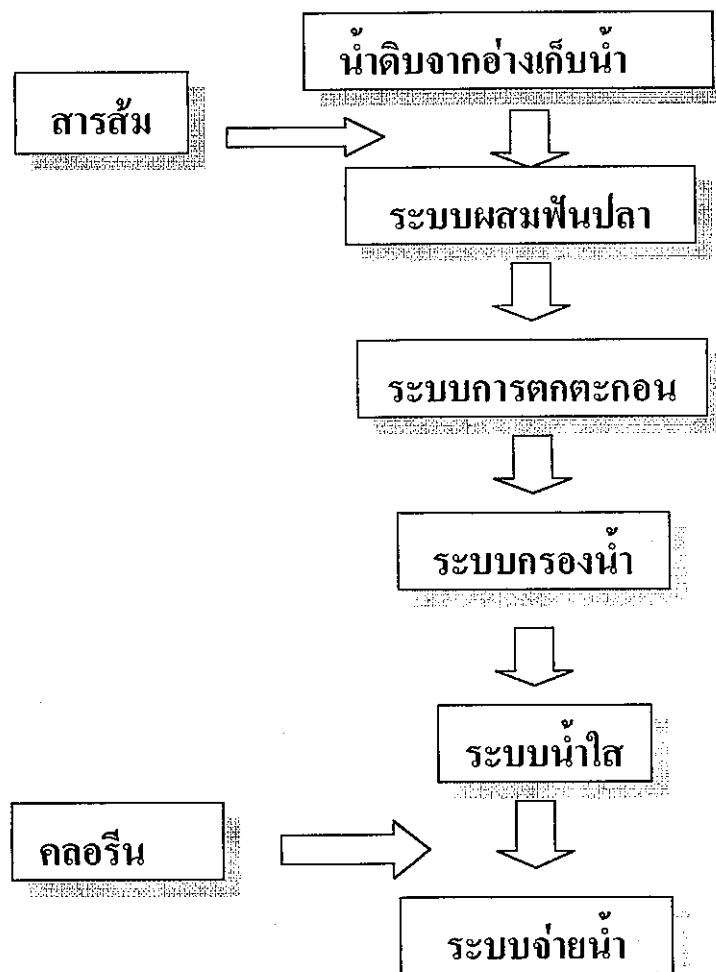 น้ำดิบจากอ่างเก็บน้ำ
สารส้ม
ระบบผสมฟันปลา
ระบบการตกตะกอน
ระบบกรองน้ำ
ระบบน้ำใส
คลอรีน
ระบบจ่ายน้ำ